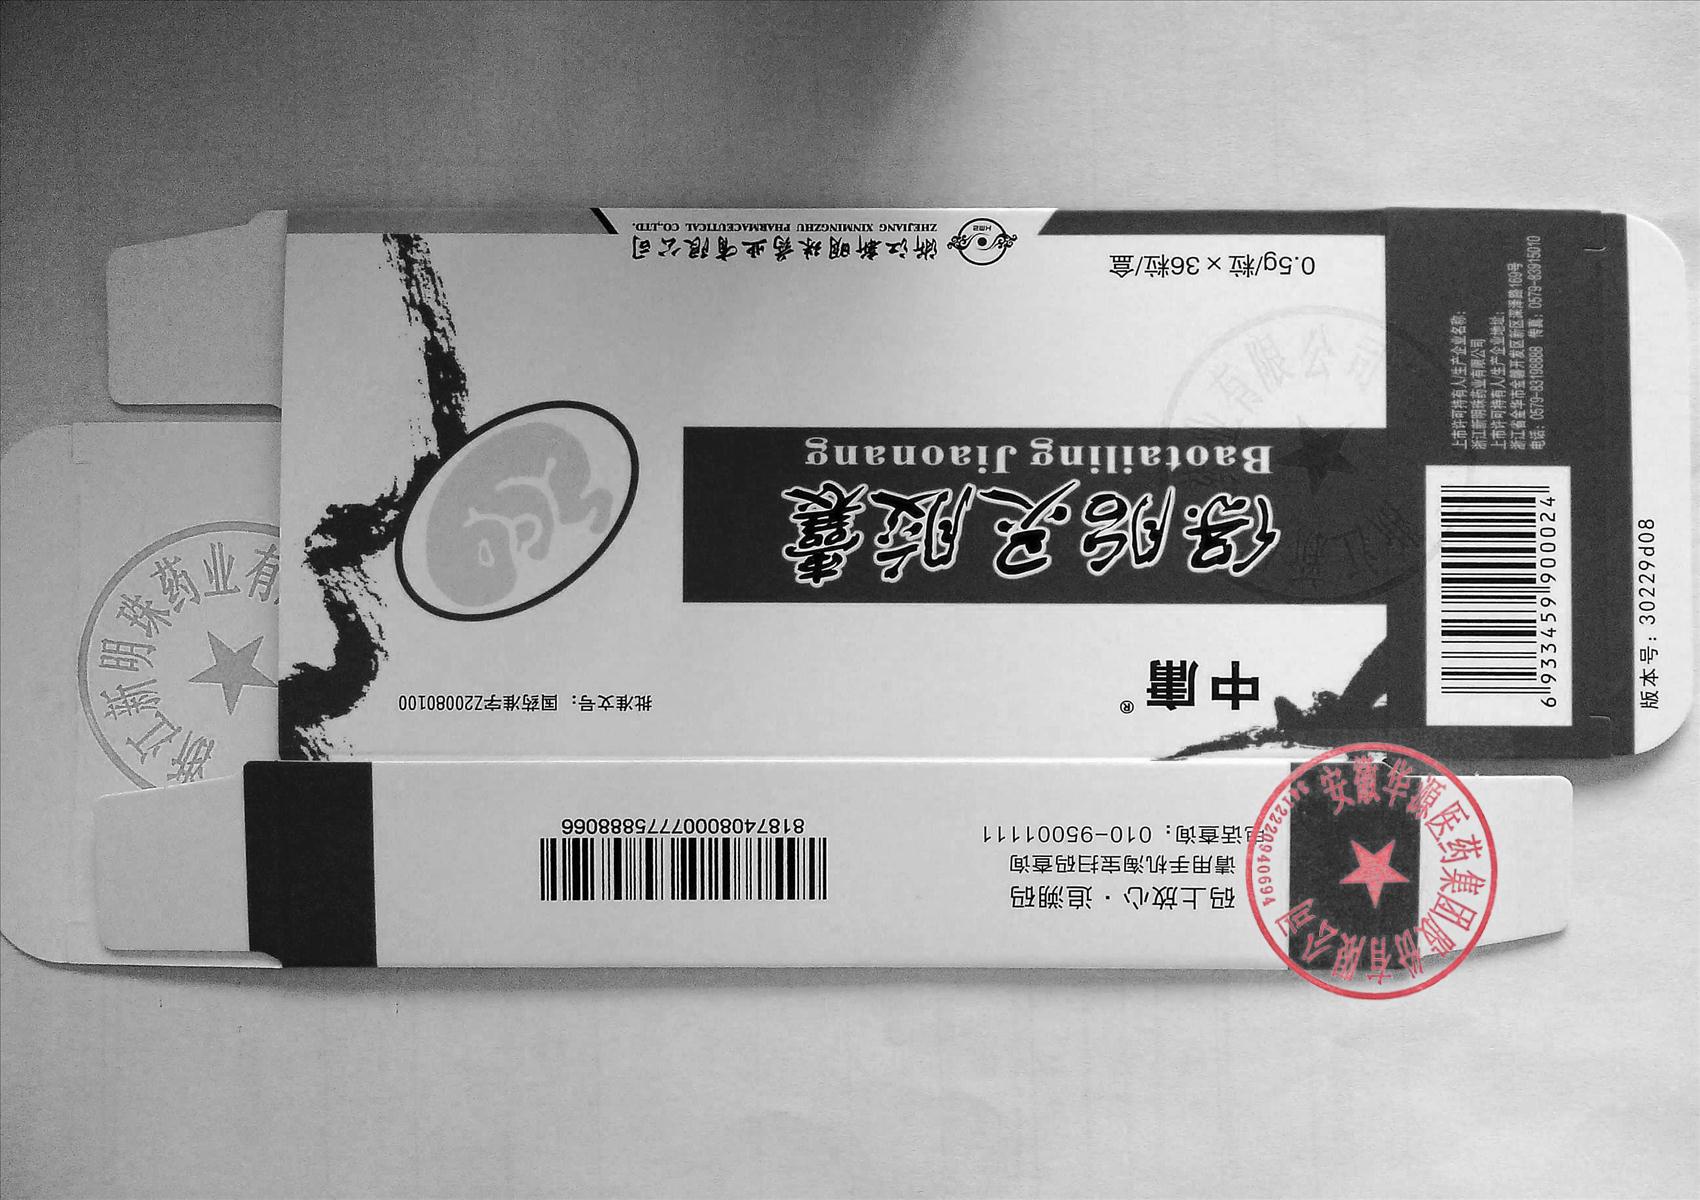 中庸®
批准文号：国药准字Z20080100
保胎灵胶囊
Baotailing Jiaonang
0.5g/粒×36粒/盒
浙江新明珠药业有限公司
ZHEJIANG XINMINGZHU PHARMACEUTICAL CO.,LTD.
上市许可持有人/生产企业名称：
浙江新明珠药业有限公司
上市许可持有人/生产企业地址：
电话：0579-83198888 传真：0579-83915010
6933459900024
版本号：30229d08
码上放心·追溯码
请用手机淘宝扫码查询
电话查询：010-95001111
81874080007775888066
安徽华源医药集团股份有限公司
浙江新明珠药业有